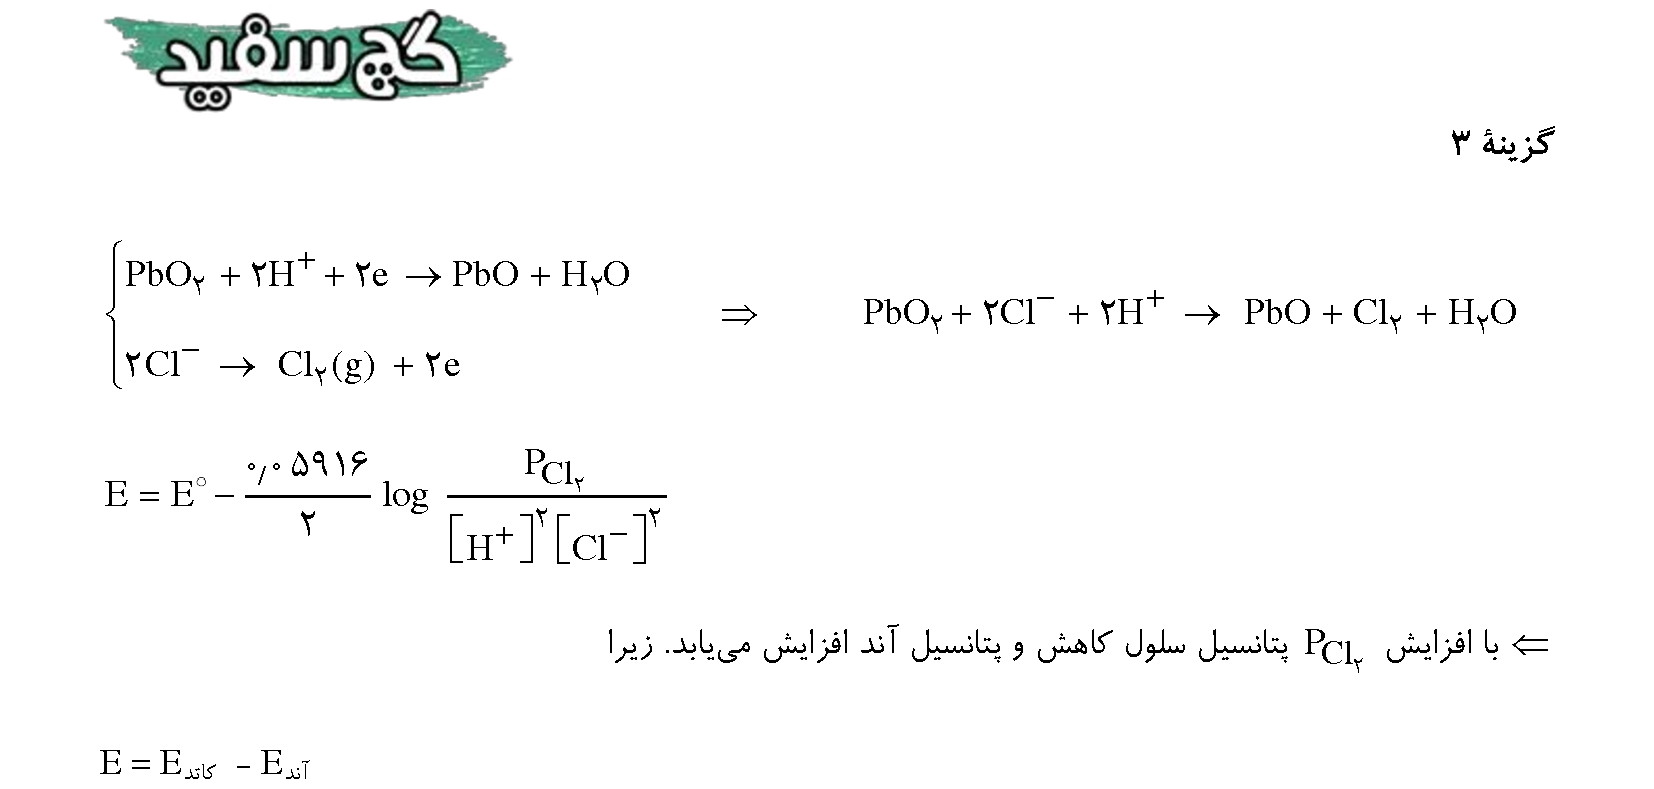 گچ سفید
گزینهٔ ۳
PbO۲ + ۲H+ + ۲e → PbO + H۲O
⇒ PbO۲ + ۲Cl− + ۲H+ → PbO + Cl۲ + H۲O
۲Cl− → Cl۲(g) + ۲e
E = E° − ۰/۰۵۹۱۶ / ۲ log PCl۲ / [H+]۲[Cl−]۲
⇐ با افزایش PCl۲ پتانسیل سلول کاهش و پتانسیل آند افزایش می‌یابد. زیرا
E = Eکاتد − Eآند